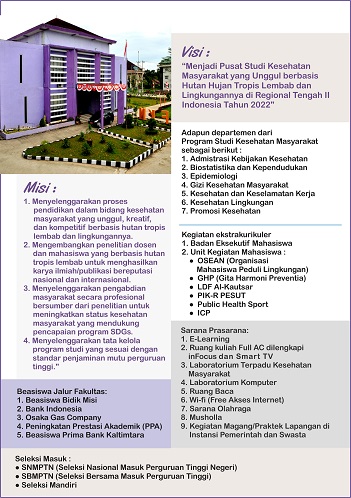 Visi :
"Menjadi Pusat Studi Kesehatan
Masyarakat yang Unggul berbasis
Hutan Hujan Tropis Lembab dan
Lingkungannya di Regional Tengah II
Indonesia Tahun 2022"
Adapun departemen dari
Program Studi Kesehatan Masyarakat
sebagai berikut :
1. Admistrasi Kebijakan Kesehatan
2. Biostatistika dan Kependudukan
3. Epidemiologi
4. Gizi Kesehatan Masyarakat
5. Kesehatan dan Keselamatan Kerja
6. Kesehatan Lingkungan
7. Promosi Kesehatan
Misi :
1. Menyelenggarakan proses
pendidikan dalam bidang kesehatan
masyarakat yang unggul, kreatif,
dan kompetitif berbasis hutan tropis
lembab dan lingkungannya.
2. Mengembangkan penelitian dosen
dan mahasiswa yang berbasis hutan
tropis lembab untuk menghasilkan
karya ilmiah/publikasi bereputasi
nasional dan internasional.
3. Menyelenggarakan pengabdian
masyarakat secara profesional
bersumber dari penelitian untuk
meningkatkan status kesehatan
masyarakat yang mendukung
pencapaian program SDGs.
4. Menyelenggarakan tata kelola
program studi yang sesuai dengan
standar penjaminan mutu perguruan
tinggi."
Kegiatan ekstrakurikuler
1. Badan Eksekutif Mahasiswa
2. Unit Kegiatan Mahasiswa :
● OSEAN (Organisasi
Mahasiswa Peduli Lingkungan)
● GHP (Gita Harmoni Preventia)
● LDF Al-Kautsar
● PIK-R PESUT
● Public Health Sport
● ICP
Sarana Prasarana:
1. E-Learning
2. Ruang kuliah Full AC dilengkapi
inFocus dan Smart TV
3. Laboratorium Terpadu Kesehatan
Masyarakat
4. Laboratorium Komputer
5. Ruang Baca
6. Wi-fi (Free Akses Internet)
7. Sarana Olahraga
8. Musholla
9. Kegiatan Magang/Praktek Lapangan di
Instansi Pemerintah dan Swasta
Beasiswa Jalur Fakultas:
1. Beasiswa Bidik Misi
2. Bank Indonesia
3. Osaka Gas Company
4. Peningkatan Prestasi Akademik (PPA)
5. Beasiswa Prima Bank Kaltimtara
Seleksi Masuk :
● SNMPTN (Seleksi Nasional Masuk Perguruan Tinggi Negeri)
● SBMPTN (Seleksi Bersama Masuk Perguruan Tinggi)
● Seleksi Mandiri